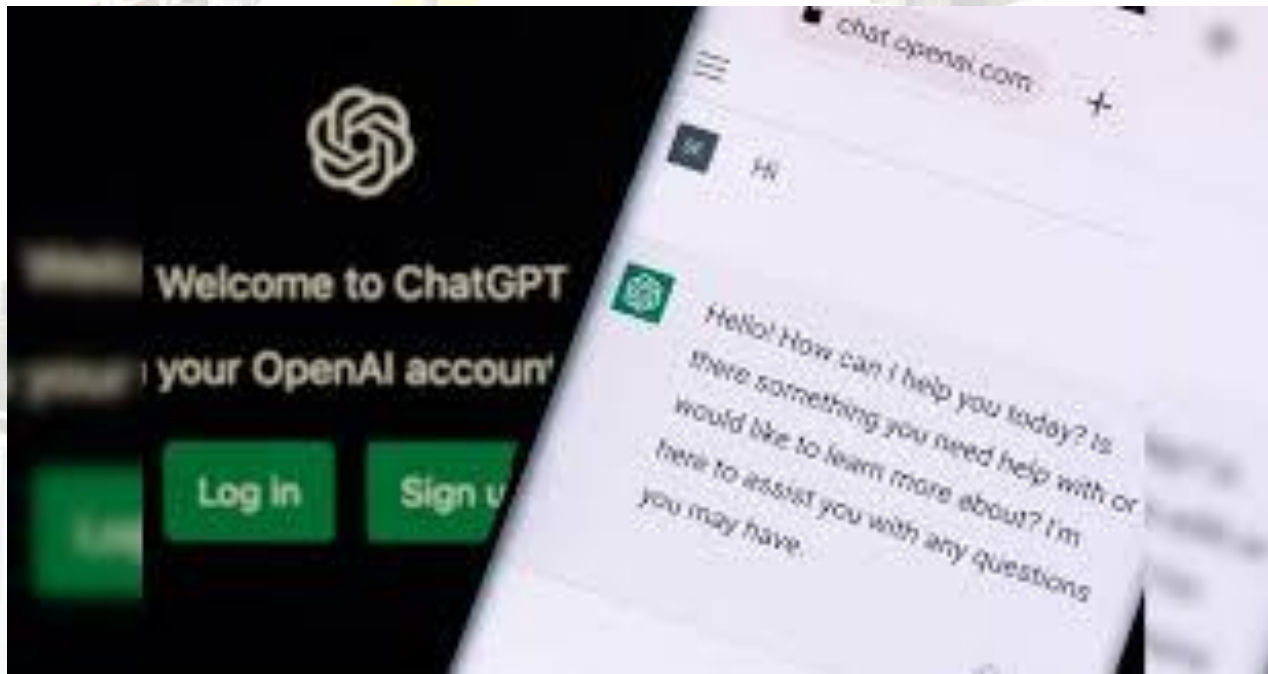 Welcome to ChatGPT
your OpenAI account
Log in
Sign u
chat.openai.com
+
SK
Hi
Hello! How can I help you today? Is
there something you need help with or
would like to learn more about? I'm
here to assist you with any questions
you may have.